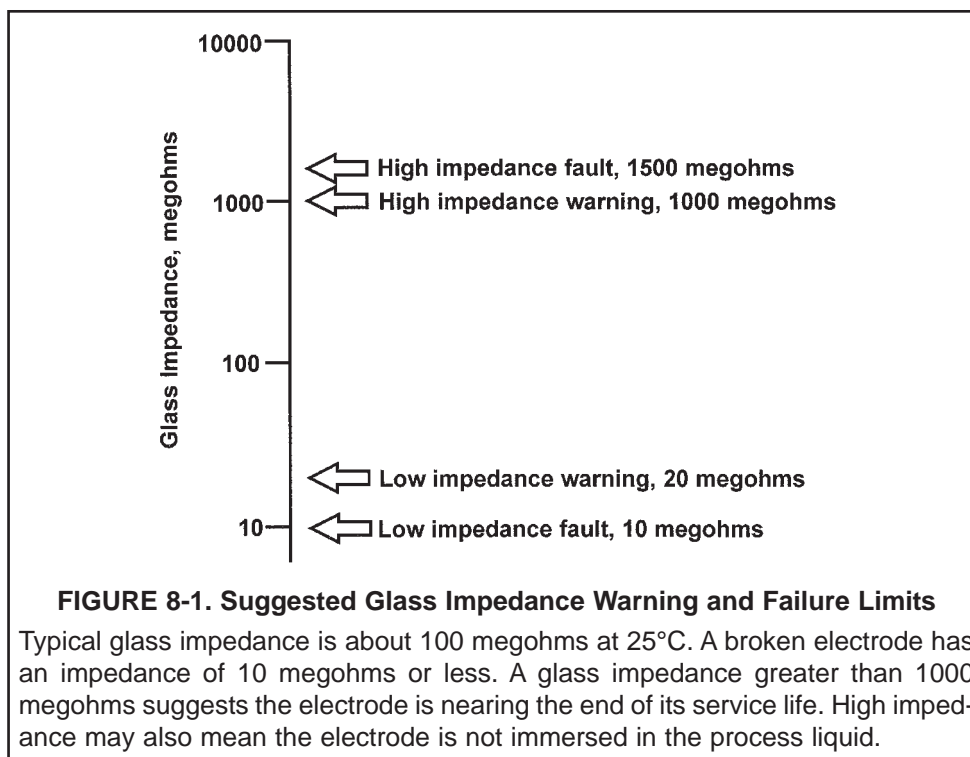 10000
High impedance fault, 1500 megohms
1000
High impedance warning, 1000 megohms
Glass Impedance, megohms
100
Low impedance warning, 20 megohms
10
Low impedance fault, 10 megohms
FIGURE 8-1. Suggested Glass Impedance Warning and Failure Limits
Typical glass impedance is about 100 megohms at 25°C. A broken electrode has
an impedance of 10 megohms or less. A glass impedance greater than 1000
megohms suggests the electrode is nearing the end of its service life. High imped-
ance may also mean the electrode is not immersed in the process liquid.